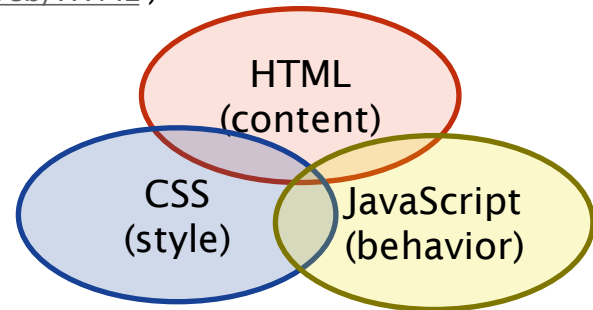 HTML
(content)
CSS
(style)
JavaScript
(behavior)